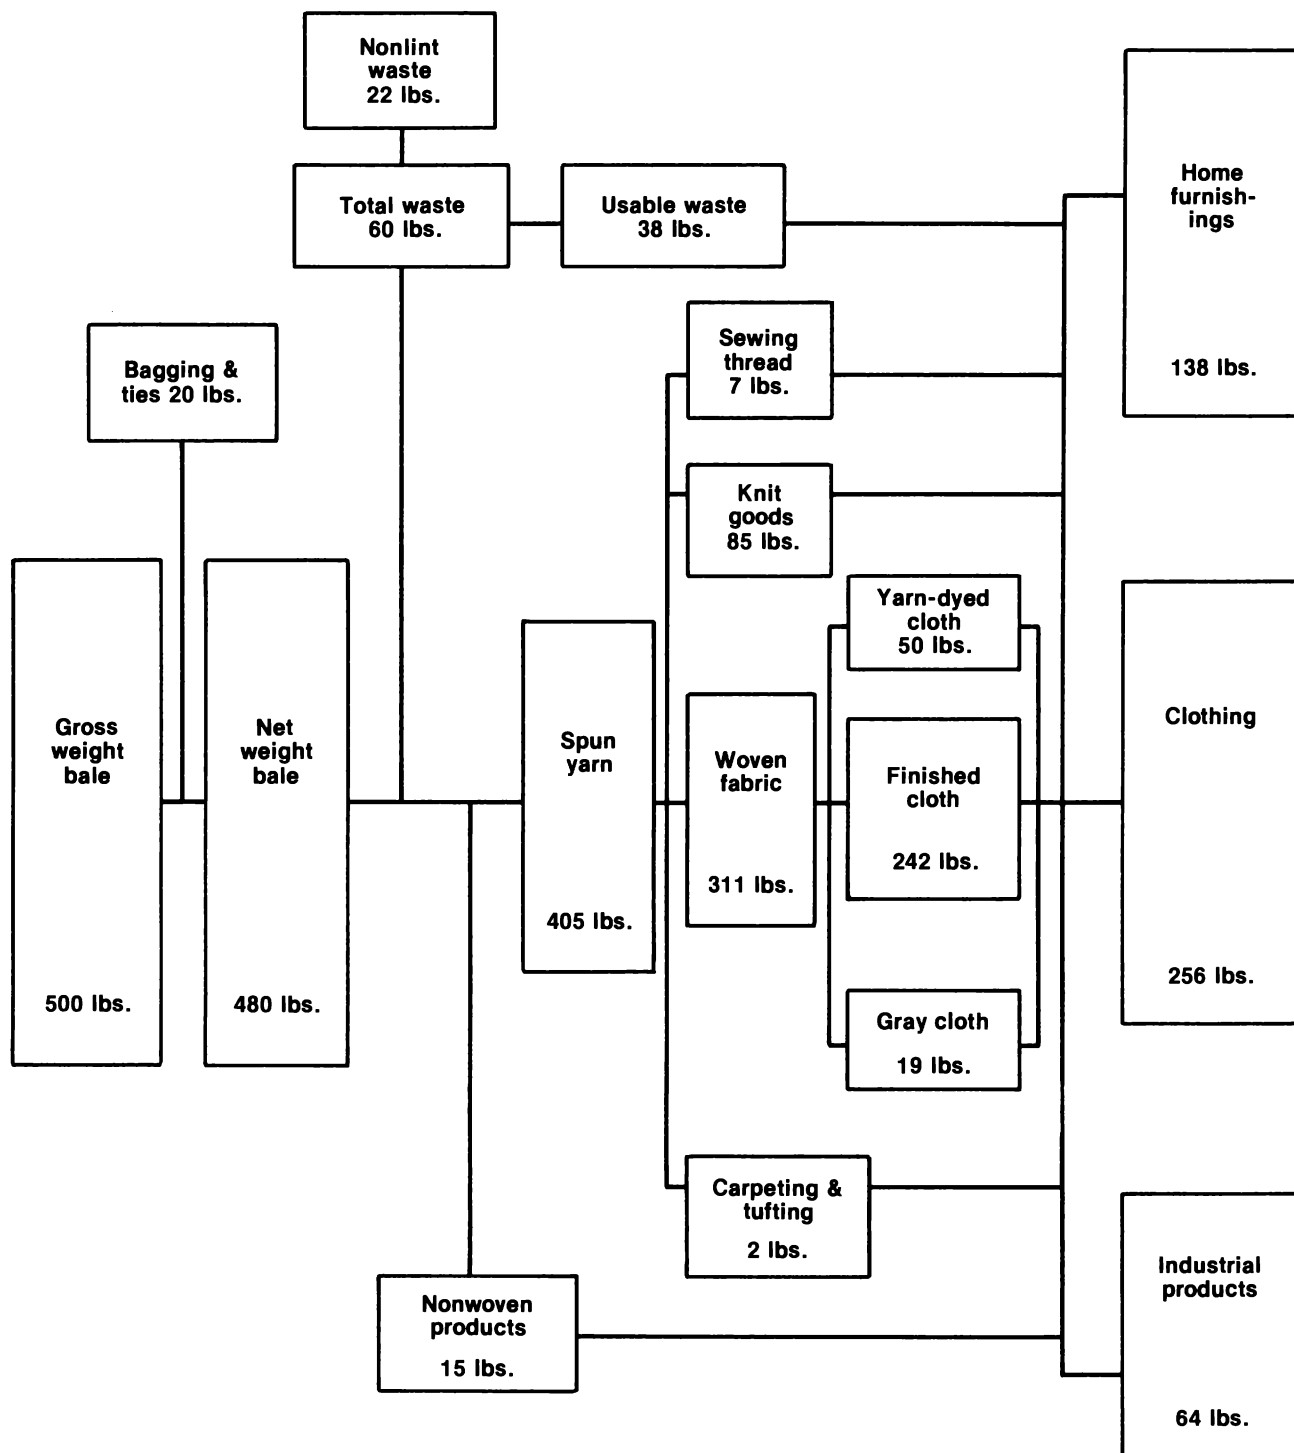 Nonlint
waste
22 lbs.
Total waste
60 lbs.
Usable waste
38 lbs.
Home
furnish-
ings
138 lbs.
Bagging &
ties 20 lbs.
Sewing
thread
7 lbs.
Knit
goods
85 lbs.
Gross
weight
bale
500 lbs.
Net
weight
bale
480 lbs.
Spun
yarn
405 lbs.
Woven
fabric
311 lbs.
Yarn-dyed
cloth
50 lbs.
Finished
cloth
242 lbs.
Gray cloth
19 lbs.
Clothing
256 lbs.
Carpeting &
tufting
2 lbs.
Nonwoven
products
15 lbs.
Industrial
products
64 lbs.